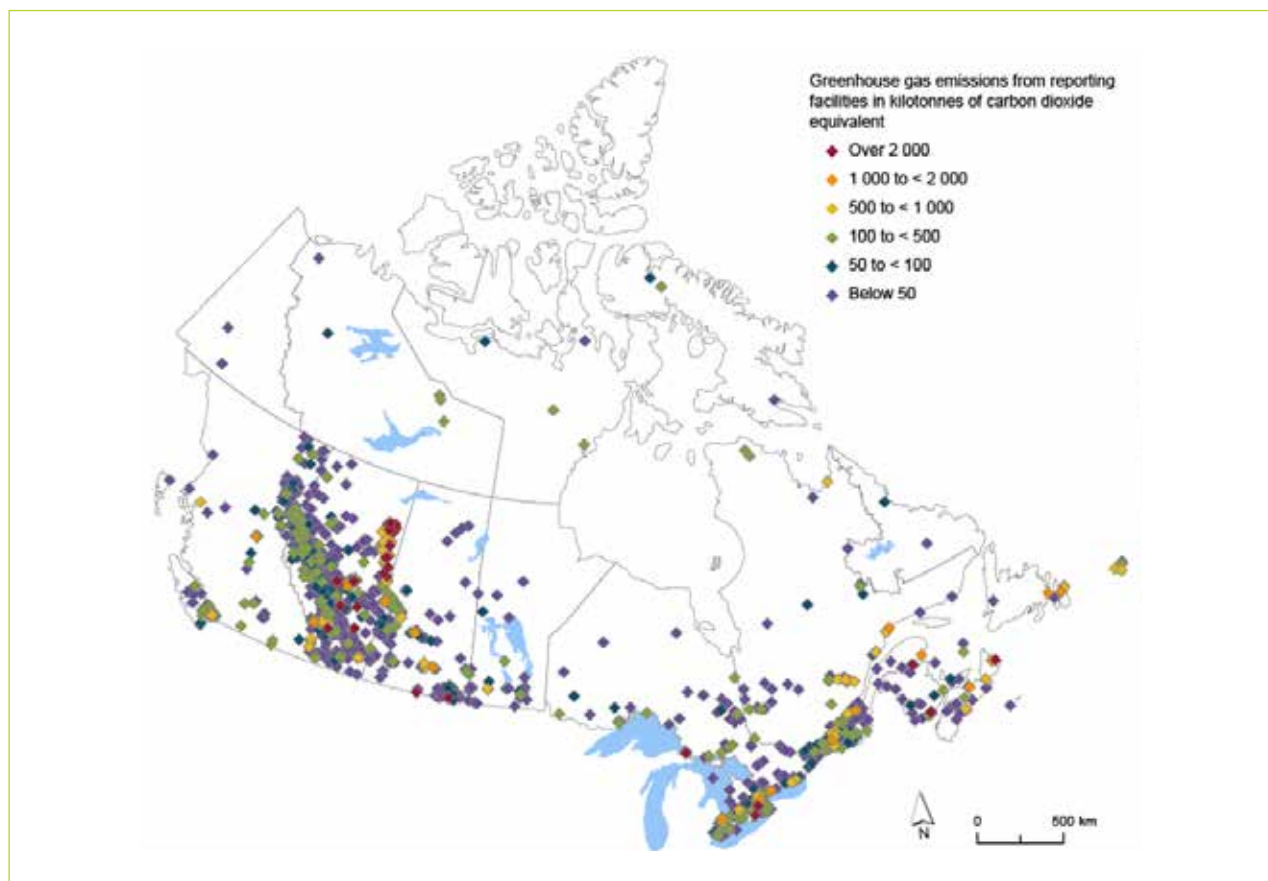 Greenhouse gas emissions from reporting
facilities in kilotonnes of carbon dioxide
equivalent
Over 2 000
1 000 to < 2 000
500 to < 1 000
100 to < 500
50 to < 100
Below 50
N
0 500 km